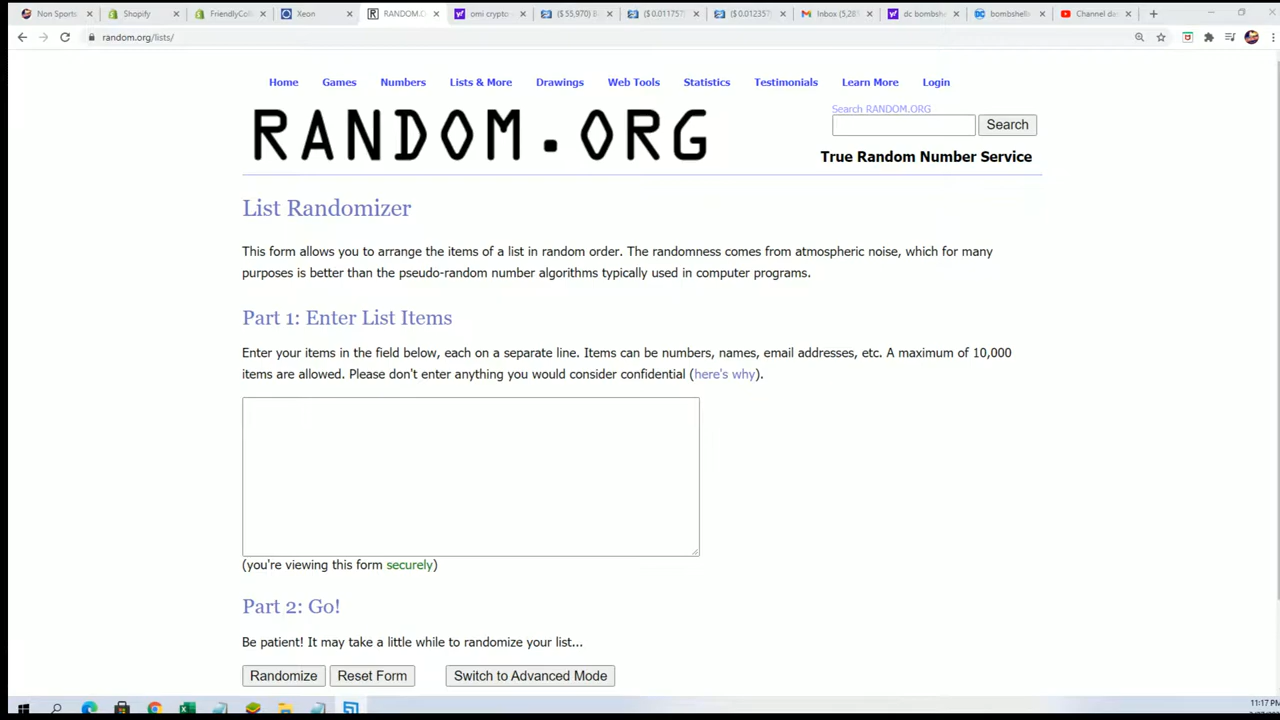 Non Sports
Shopify
FriendlyColl
Xeon
RANDOM.O
omi crypto
($ 55,970) B
($ 0.011757)
($ 0.012357)
Inbox (5,28
dc bombsh
bombshell
Channel da
random.org/lists/
Home Games Numbers Lists & More Drawings Web Tools Statistics Testimonials Learn More Login
RANDOM.ORG
Search RANDOM.ORG
Search
True Random Number Service
List Randomizer
This form allows you to arrange the items of a list in random order. The randomness comes from atmospheric noise, which for many
purposes is better than the pseudo-random number algorithms typically used in computer programs.
Part 1: Enter List Items
Enter your items in the field below, each on a separate line. Items can be numbers, names, email addresses, etc. A maximum of 10,000
items are allowed. Please don't enter anything you would consider confidential (here's why).
(you're viewing this form securely)
Part 2: Go!
Be patient! It may take a little while to randomize your list...
Randomize Reset Form Switch to Advanced Mode
11:17 PM